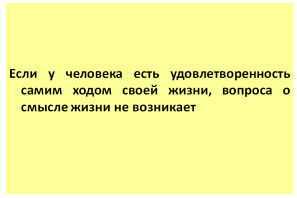 Если у человека есть удовлетворенность
самим ходом своей жизни, вопроса о
смысле жизни не возникает